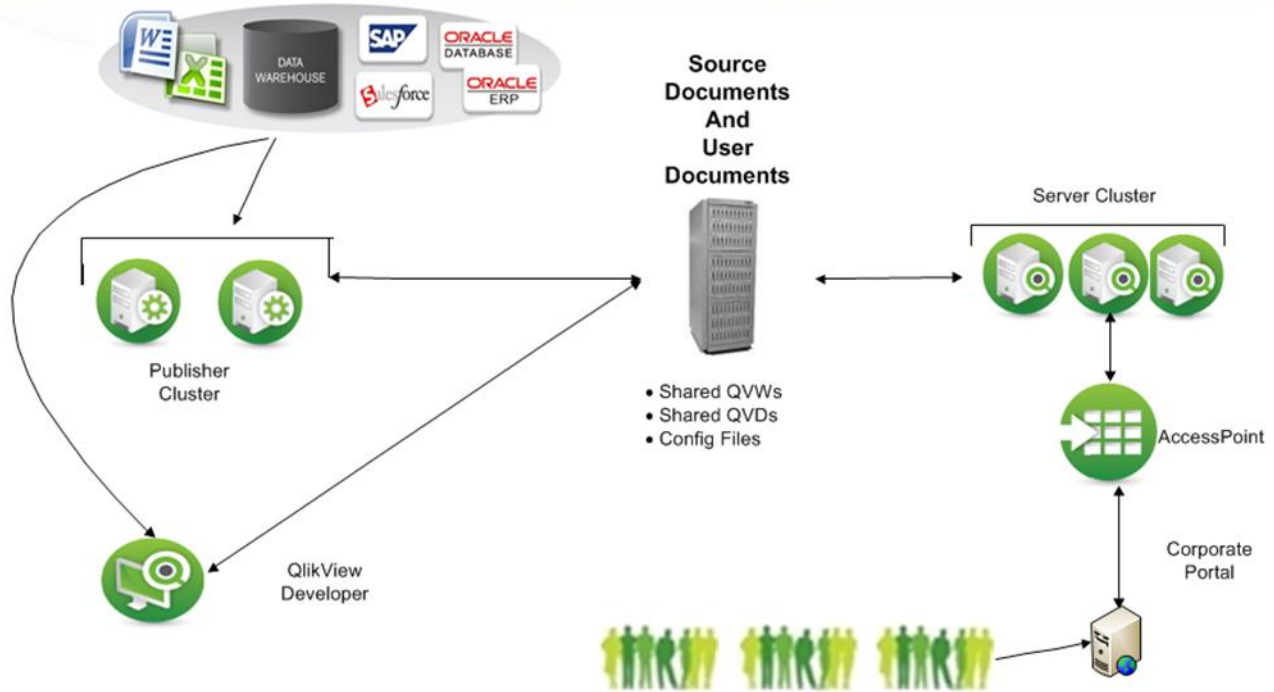 W
X
DATA
WAREHOUSE
SAP
ORACLE
DATABASE
salesforce
ORACLE
ERP
Source
Documents
And
User
Documents
Server Cluster
Publisher
Cluster
• Shared QVWs
• Shared QVDs
• Config Files
AccessPoint
QlikView
Developer
Corporate
Portal